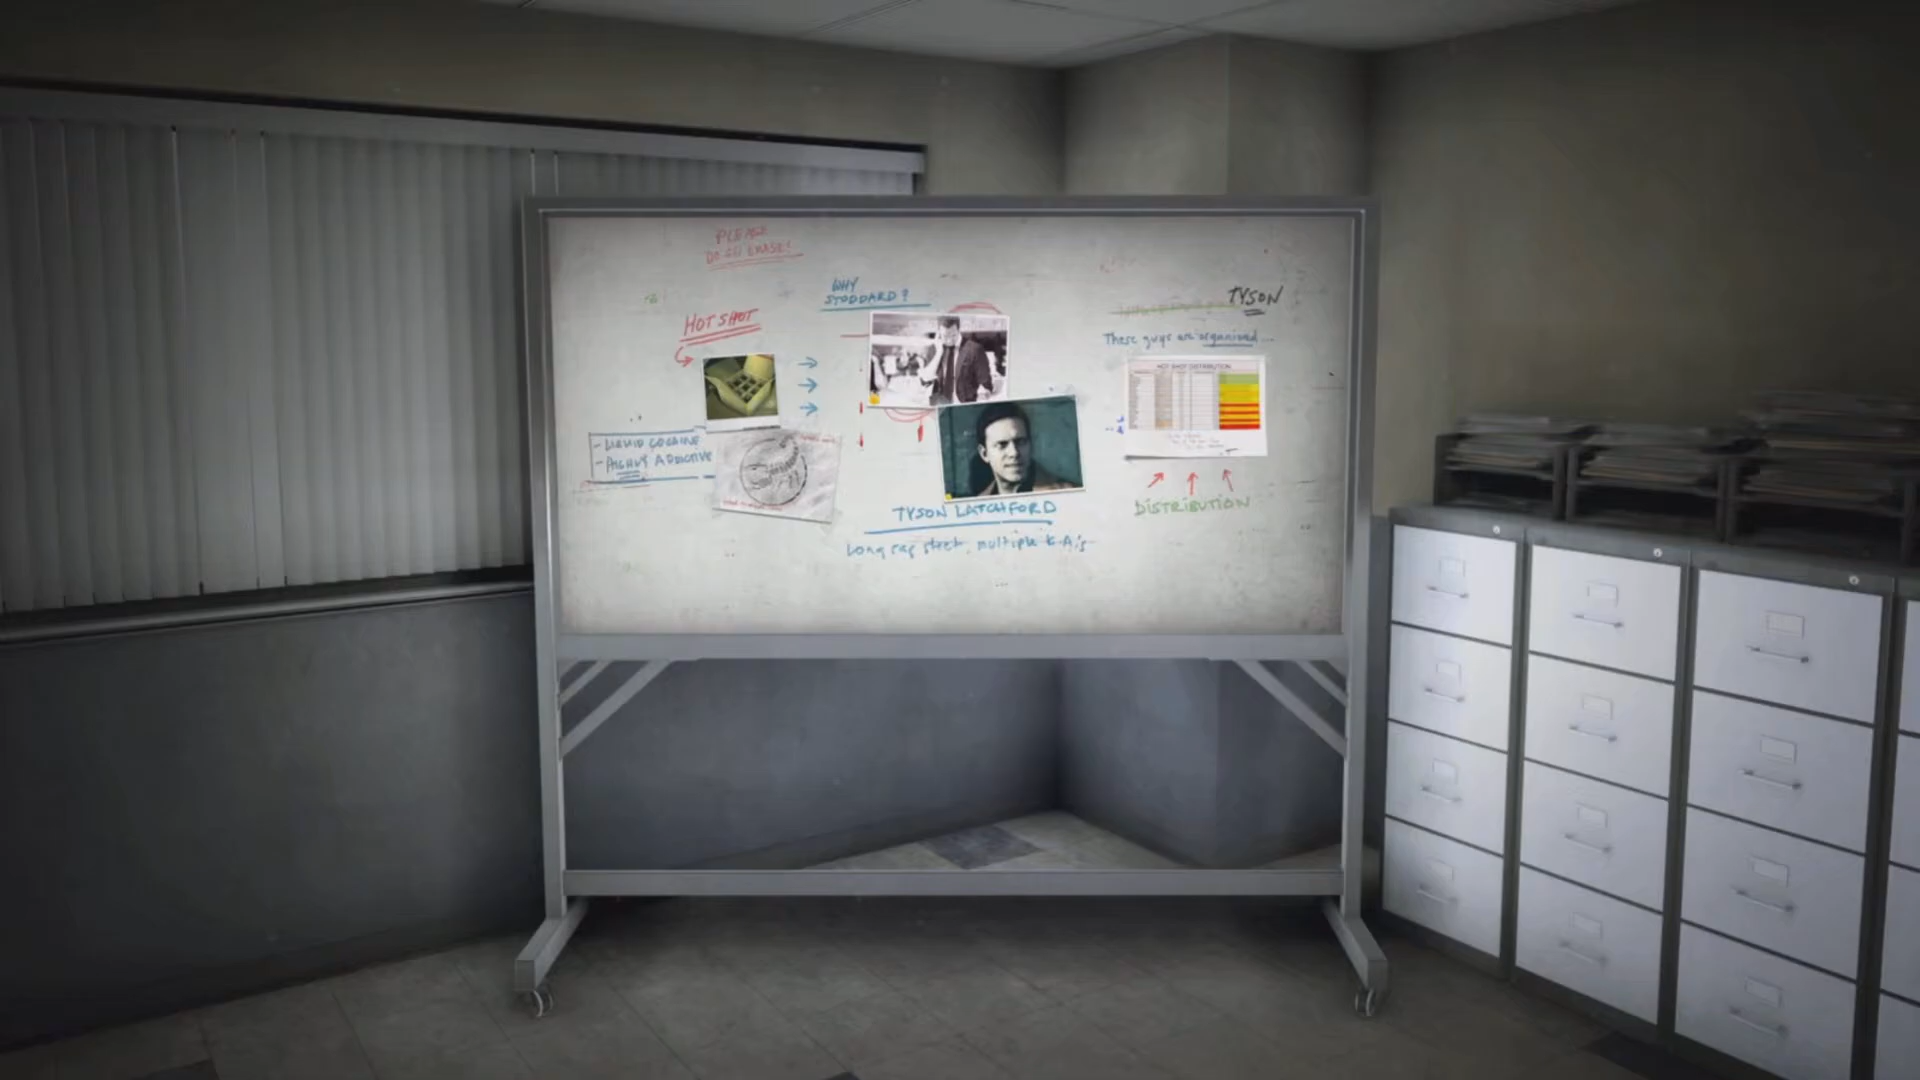 PLEASE
DO NOT ERASE!
WHY
STODDARD?
HOT SHOT
TYSON
These guys are organized...
HOT SHOT DISTRIBUTION
- LIQUID COCAINE
- HIGHLY ADDICTIVE
TYSON LATCHFORD
Long rap sheet, multiple K.A.'s
DISTRIBUTION